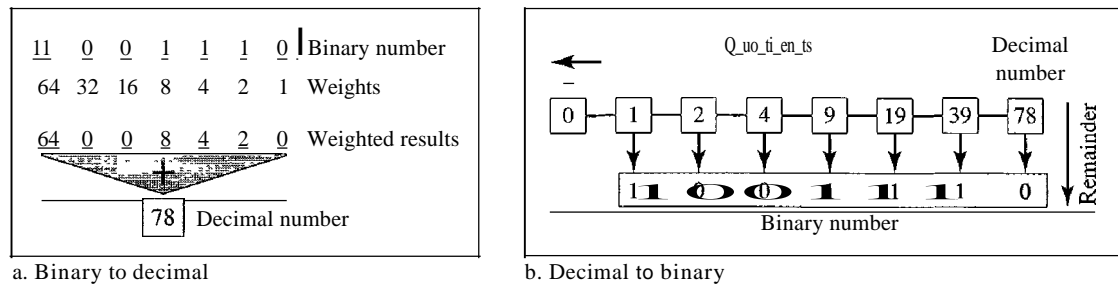 11 0 0 1 1 1 0 Binary number
64 32 16 8 4 2 1 Weights
64 0 0 8 4 2 0 Weighted results
+
78 Decimal number
a. Binary to decimal
Q_uo_ti_en_ts
Decimal
number
0 1 2 4 9 19 39 78
Remainder
1 0 0 1 1 1 0
Binary number
b. Decimal to binary